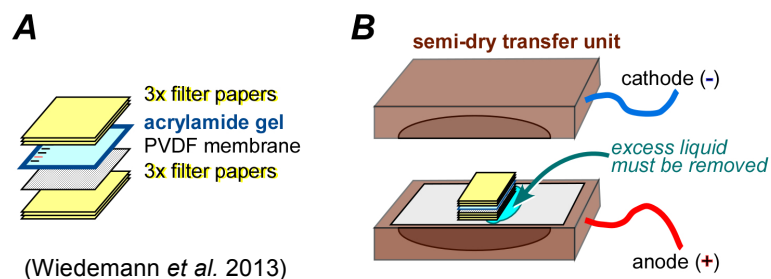 A
3x filter papers
acrylamide gel
PVDF membrane
3x filter papers
(Wiedemann et al. 2013)
B
semi-dry transfer unit
cathode (-)
excess liquid
must be removed
anode (+)